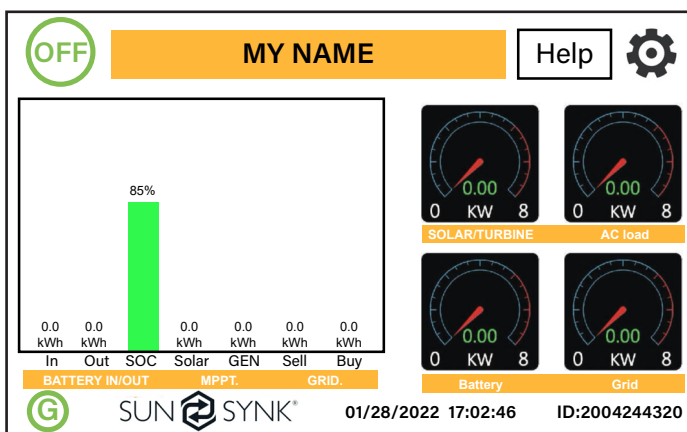 OFF
MY NAME
Help
85%
0.0 0.0 0.0 0.0 0.0 0.0
kWh kWh kWh kWh kWh kWh
In Out SOC Solar GEN Sell Buy
BATTERY IN/OUT MPPT. GRID.
0.00
0 KW 8
SOLAR/TURBINE
0.00
0 KW 8
AC load
0.00
0 KW 8
Battery
0.00
0 KW 8
Grid
G
SUN SYNK®
01/28/2022 17:02:46 ID:2004244320